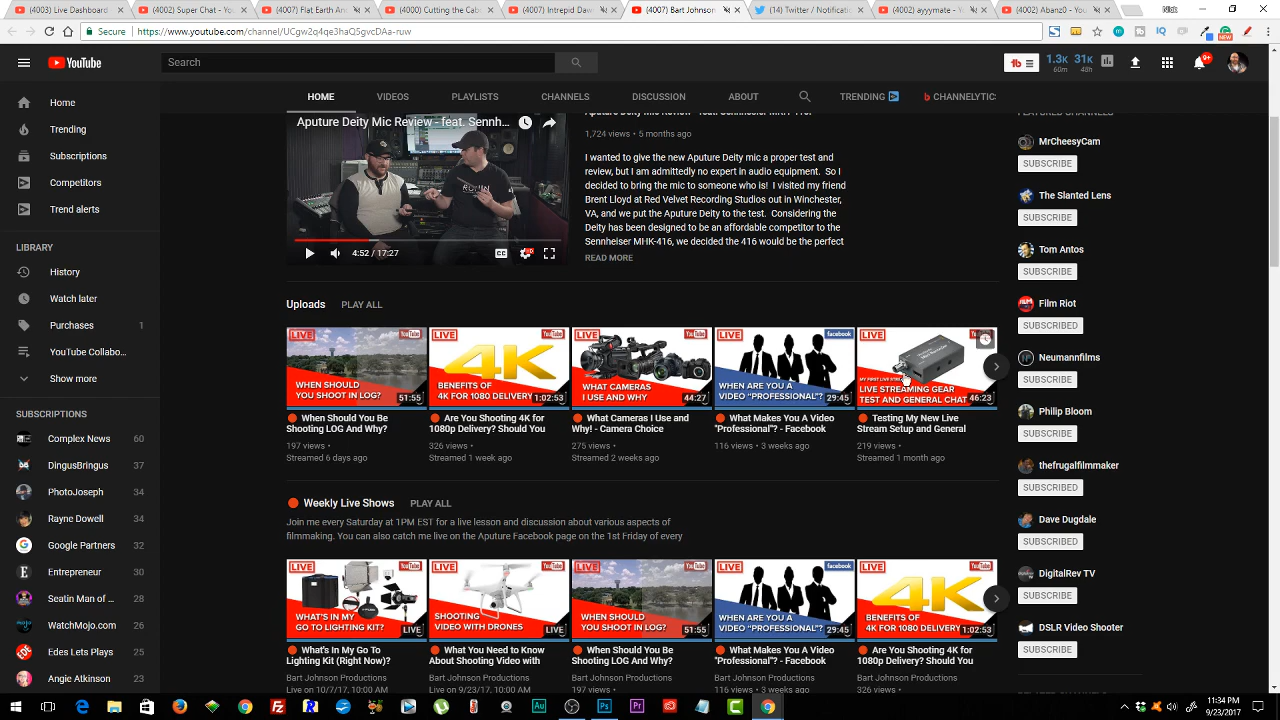 (4003) Live Dashboard
(4002) Super Chat - Yo
(4007) Flat Earth An
(4000) Cutting the Cab
(4007) Intrepid Dae
(4007) Bart Johnson
(14) Twitter / Notificat
(4002) ayymate -
(4002) Abanz0 - You
Nick
Secure
https://www.youtube.com/channel/UCgw2q4qe3haQ5gwtDAa-ruw
YouTube
Search
1.3K
60m
31K
48h
9+
HOME VIDEOS PLAYLISTS CHANNELS DISCUSSION ABOUT TRENDING CHANNELYTICS
Home
Trending
Subscriptions
Competitors
Trend alerts
LIBRARY
History
Watch later
Purchases 1
YouTube Collabo...
Show more
SUBSCRIPTIONS
Complex News 60
DIngusBringus 37
PhotoJoseph 34
Rayne Dowell 34
Google Partners 32
Entrepreneur 30
Seatin Man of ... 28
WatchMojo.com 26
Edes Lets Plays 25
Angie Atkinson 23
Aputure Deity Mic Review - feat. Sennh...
4:52 / 17:27
1,724 views • 5 months ago
I wanted to give the new Aputure Deity mic a proper test and
review, but I am admittedly no expert in audio equipment. So I
decided to bring the mic to someone who is! I visited my friend
Brent Lloyd at Red Velvet Recording Studios out in Winchester,
VA, and we put the Aputure Deity to the test. Considering the
Deity has been designed to be an affordable competitor to the
Sennheiser MHK-416, we decided the 416 would be the perfect
READ MORE
Uploads PLAY ALL
LIVE YouTube
WHEN SHOULD
YOU SHOOT IN LOG?
51:55
When Should You Be
Shooting LOG And Why?
197 views •
Streamed 6 days ago
LIVE YouTube
4K
BENEFITS OF
4K FOR 1080 DELIVERY?
1:02:53
Are You Shooting 4K for
1080p Delivery? Should You
326 views •
Streamed 1 week ago
LIVE YouTube
WHAT CAMERAS
I USE AND WHY
44:27
What Cameras I Use and
Why! - Camera Choice
275 views •
Streamed 2 weeks ago
LIVE facebook
WHEN ARE YOU A
VIDEO "PROFESSIONAL"?
29:45
What Makes You A Video
"Professional"? - Facebook
116 views • 3 weeks ago
LIVE
MY FIRST LIVE STREAM
LIVE STREAMING GEAR
TEST AND GENERAL CHAT
46:23
Testing My New Live
Stream Setup and General
219 views •
Streamed 1 month ago
Weekly Live Shows PLAY ALL
Join me every Saturday at 1PM EST for a live lesson and discussion about various aspects of
filmmaking. You can also catch me live on the Aputure Facebook page on the 1st Friday of every
LIVE YouTube
WHAT'S IN MY
GO TO LIGHTING KIT?
LIVE
What's In My Go To
Lighting Kit (Right Now)?
Bart Johnson Productions
Live on 10/7/17, 10:00 AM
LIVE YouTube
SHOOTING
VIDEO WITH DRONES
LIVE
What You Need to Know
About Shooting Video with
Bart Johnson Productions
Live on 9/23/17, 10:00 AM
LIVE YouTube
WHEN SHOULD
YOU SHOOT IN LOG?
51:55
When Should You Be
Shooting LOG And Why?
Bart Johnson Productions
197 views •
LIVE facebook
WHEN ARE YOU A
VIDEO "PROFESSIONAL"?
29:45
What Makes You A Video
"Professional"? - Facebook
Bart Johnson Productions
116 views • 3 weeks ago
LIVE YouTube
4K
BENEFITS OF
4K FOR 1080 DELIVERY?
1:02:53
Are You Shooting 4K for
1080p Delivery? Should You
Bart Johnson Productions
326 views •
FEATURED CHANNELS
MrCheesyCam
SUBSCRIBE
The Slanted Lens
SUBSCRIBE
Tom Antos
SUBSCRIBE
Film Riot
SUBSCRIBED
Neumannfilms
SUBSCRIBE
Philip Bloom
SUBSCRIBE
thefrugalfilmmaker
SUBSCRIBED
Dave Dugdale
SUBSCRIBED
DigitalRev TV
SUBSCRIBE
DSLR Video Shooter
SUBSCRIBE
11:34 PM
9/23/2017